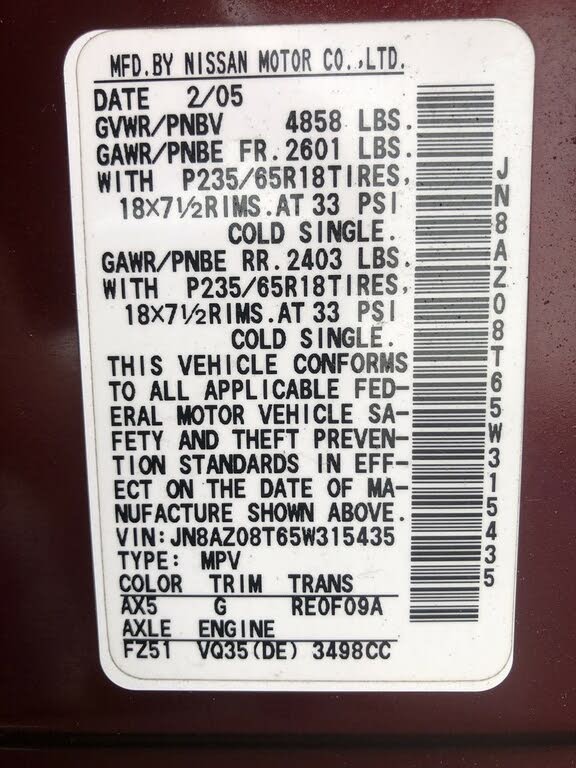 MFD.BY NISSAN MOTOR CO.,LTD.
DATE 2/05
GVWR/PNBV 4858 LBS.
GAWR/PNBE FR.2601 LBS.
WITH P235/65R18TIRES,
18X7½RIMS.AT 33 PSI
COLD SINGLE.
GAWR/PNBE RR.2403 LBS.
WITH P235/65R18TIRES,
18X7½RIMS.AT 33 PSI
COLD SINGLE.
THIS VEHICLE CONFORMS
TO ALL APPLICABLE FED-
ERAL MOTOR VEHICLE SA-
FETY AND THEFT PREVEN-
TION STANDARDS IN EFF-
ECT ON THE DATE OF MA-
NUFACTURE SHOWN ABOVE.
VIN:JN8AZ08T65W315435
TYPE: MPV
COLOR TRIM TRANS
AX5 G RE0F09A
AXLE ENGINE
FZ51 VQ35(DE) 3498CC
JN8AZ08T65W315435